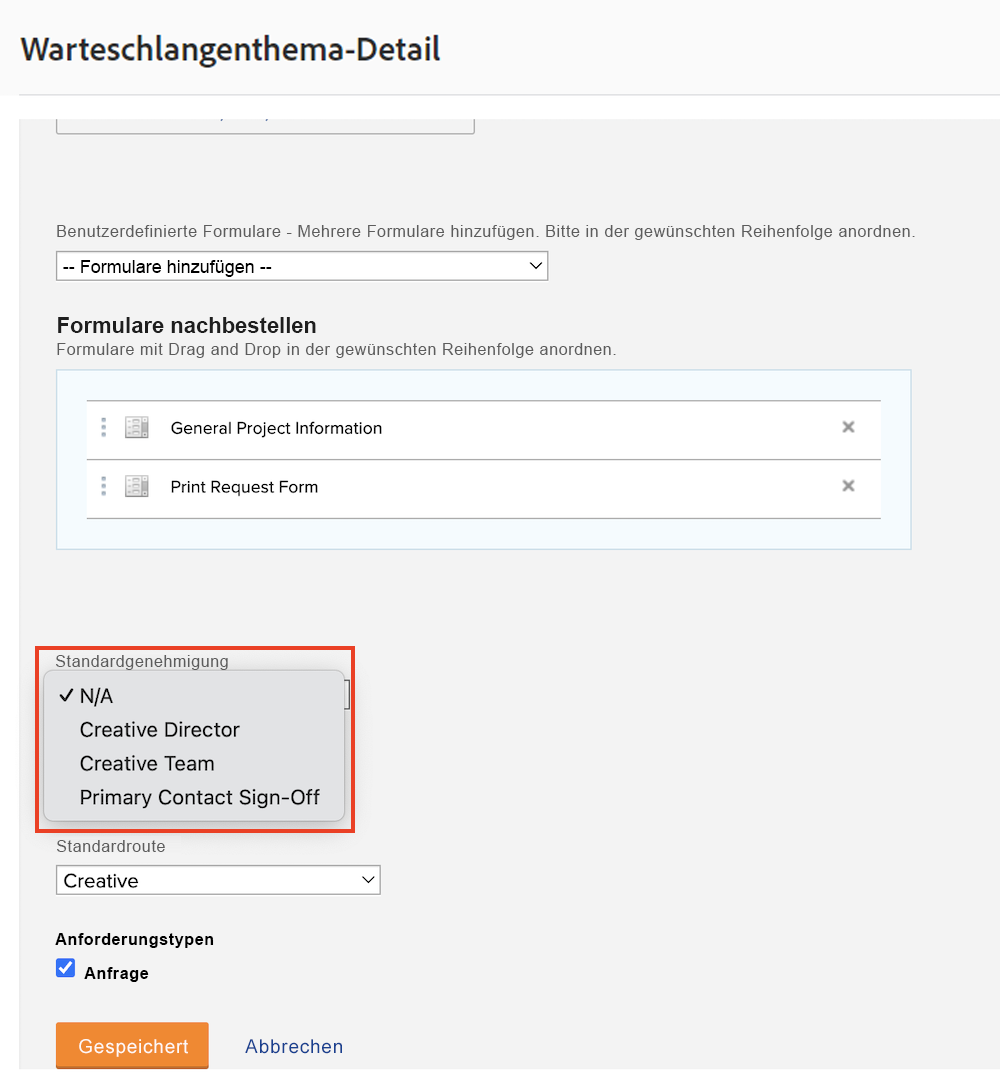 Warteschlangenthema-Detail
Benutzerdefinierte Formulare - Mehrere Formulare hinzufügen. Bitte in der gewünschten Reihenfolge anordnen.
-- Formulare hinzufügen --
Formulare nachbestellen
Formulare mit Drag and Drop in der gewünschten Reihenfolge anordnen.
General Project Information
Print Request Form
Standardgenehmigung
✓ N/A
Creative Director
Creative Team
Primary Contact Sign-Off
Standardroute
Creative
Anforderungstypen
Anfrage
Gespeichert Abbrechen